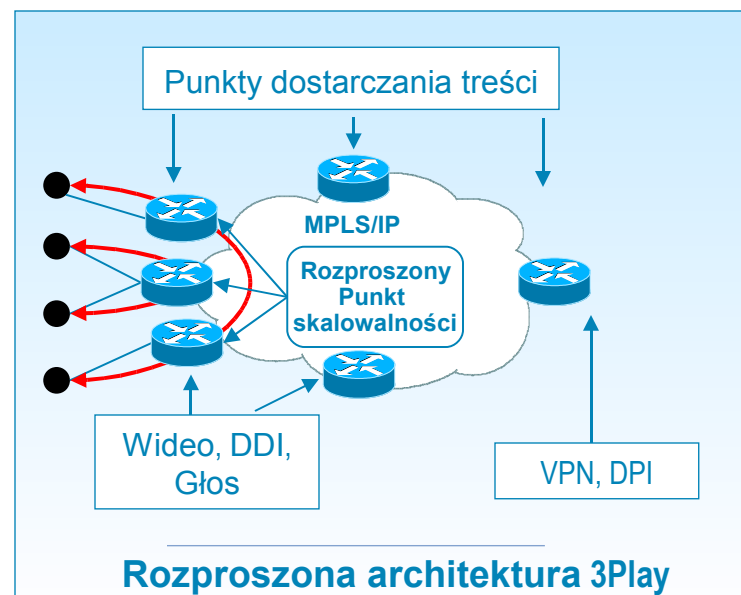 Punkty dostarczania treści
MPLS/IP
Rozproszony
Punkt
skalowalności
Wideo, DDI,
Głos
VPN, DPI
Rozproszona architektura 3Play